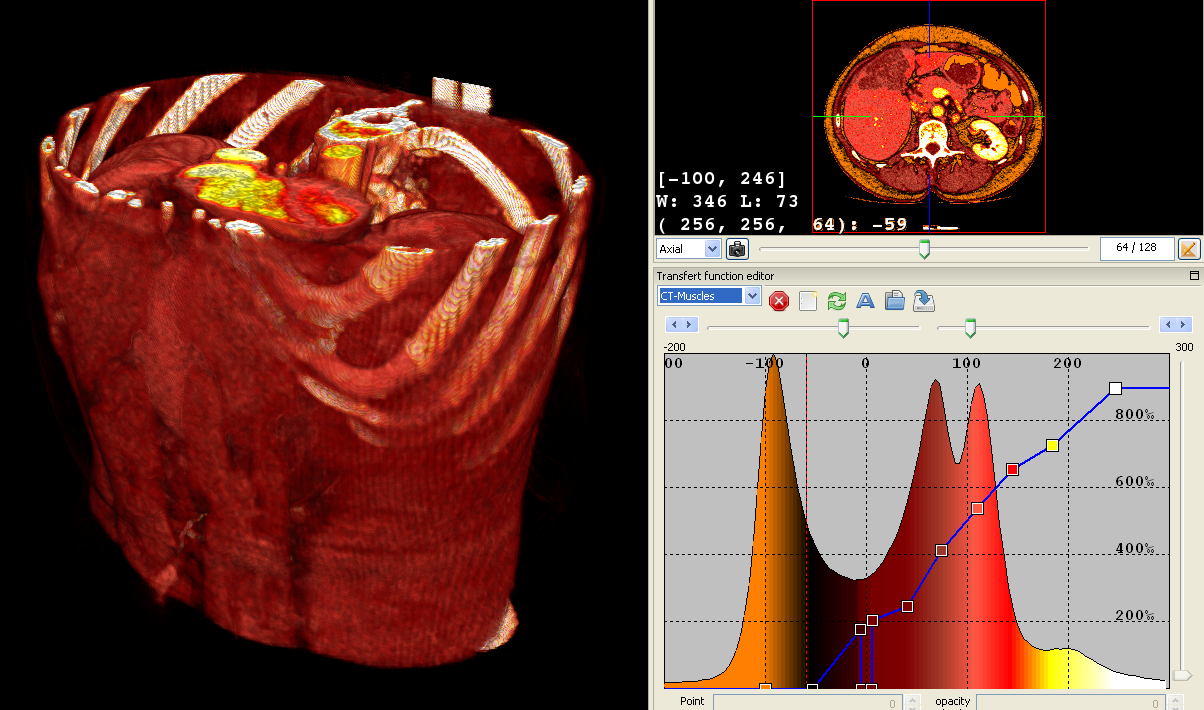 [-100, 246]
W: 346 L: 73
( 256, 256, 64): -59
Axial
64 / 128
Transfert function editor
CT-Muscles
-200
300
00 -100 0 100 200
800‰
600‰
400‰
200‰
Point 0 opacity 0